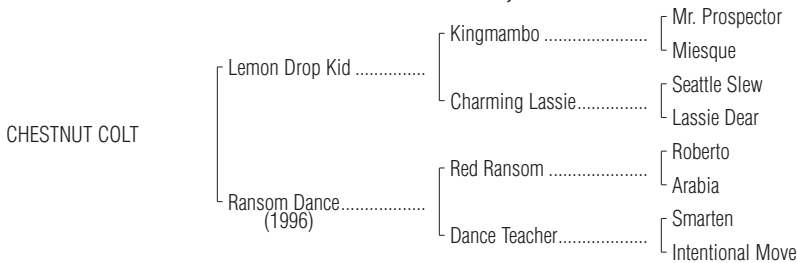 Mr. Prospector
Kingmambo ......................
Miesque
Lemon Drop Kid ...............
Seattle Slew
Charming Lassie...............
Lassie Dear
CHESTNUT COLT
Roberto
Red Ransom .....................
Arabia
Ransom Dance..................
(1996)
Smarten
Dance Teacher...................
Intentional Move